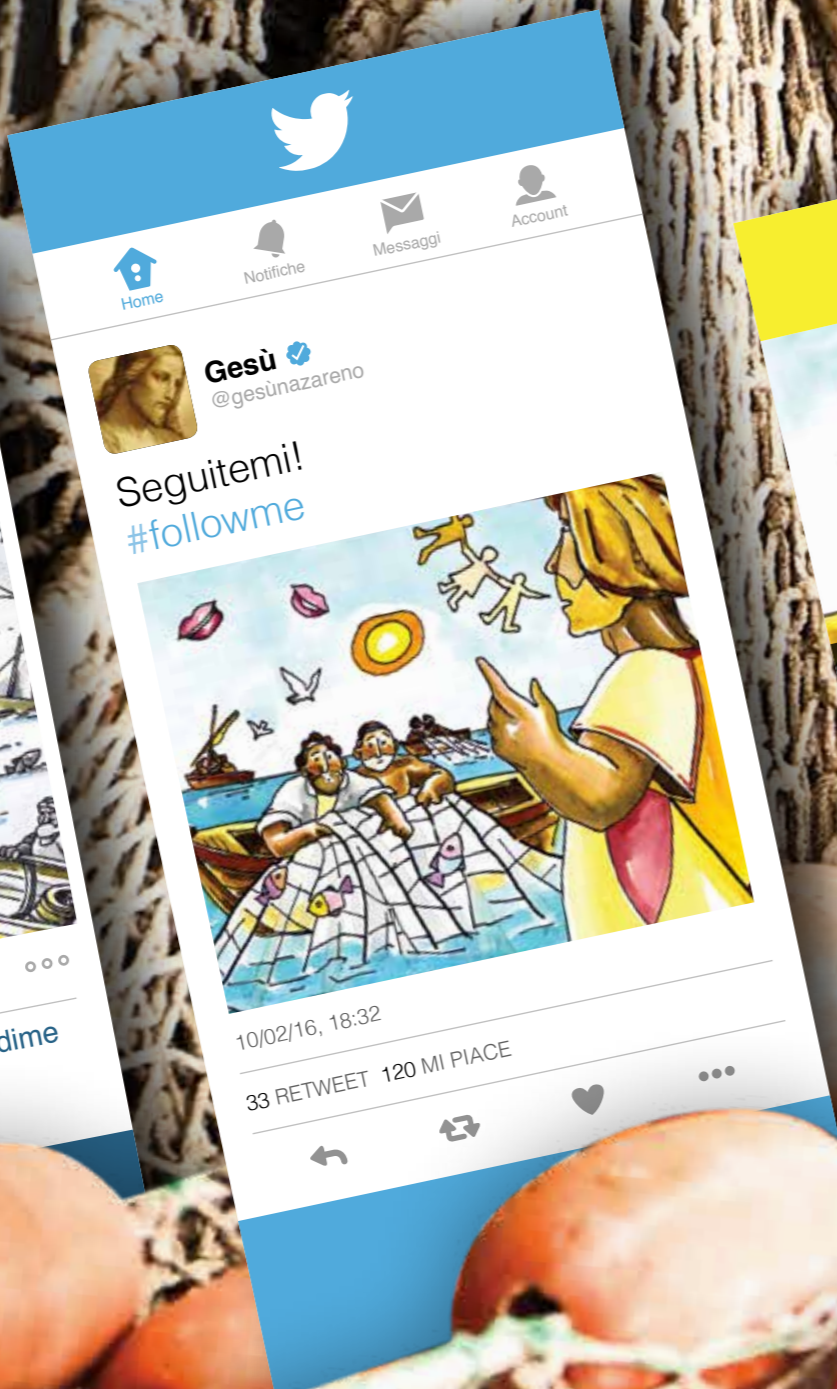 Home
Notifiche
Messaggi
Account
Gesù
@gesùnazareno
Seguitemi!
#followme
10/02/16, 18:32
33 RETWEET 120 MI PIACE
dime